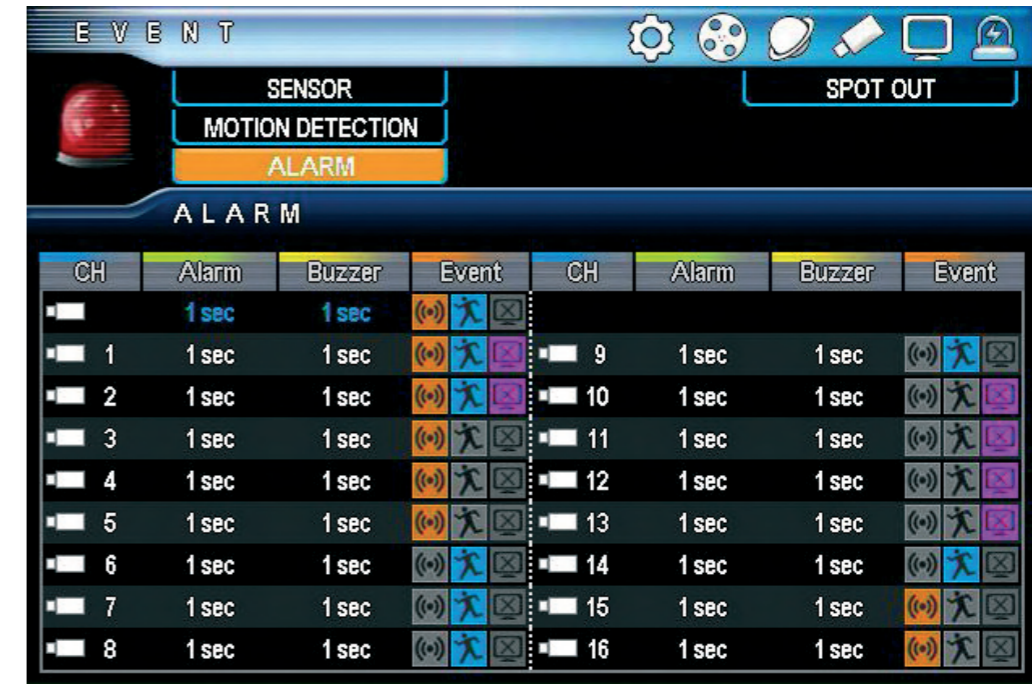 EVENT
SENSOR SPOT OUT
MOTION DETECTION
ALARM
ALARM
CH Alarm Buzzer Event CH Alarm Buzzer Event
1 sec 1 sec
1 1 sec 1 sec 9 1 sec 1 sec
2 1 sec 1 sec 10 1 sec 1 sec
3 1 sec 1 sec 11 1 sec 1 sec
4 1 sec 1 sec 12 1 sec 1 sec
5 1 sec 1 sec 13 1 sec 1 sec
6 1 sec 1 sec 14 1 sec 1 sec
7 1 sec 1 sec 15 1 sec 1 sec
8 1 sec 1 sec 16 1 sec 1 sec